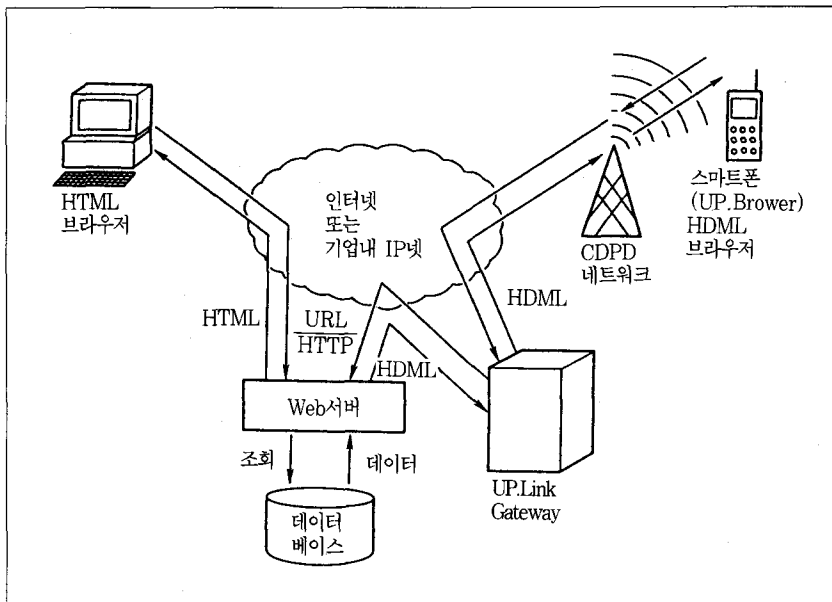 HTML
브라우저
인터넷
또는
기업내 IP넷
스마트폰
(UP.Brower)
HDML
브라우저
CDPD
네트워크
HTML
URL
HTTP
HDML
HDML
Web서버
조회
데이터
데이터
베이스
UP.Link
Gateway